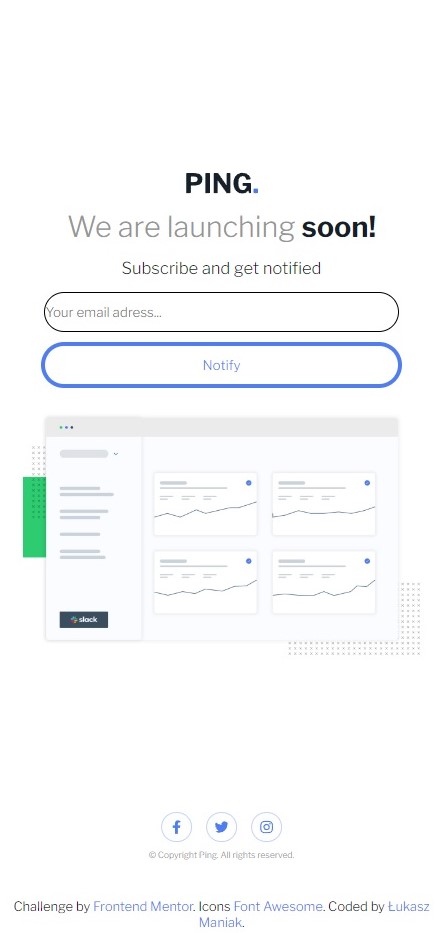 PING.
We are launching soon!
Subscribe and get notified
Your email adress...
Notify
slack
© Copyright Ping. All rights reserved.
Challenge by Frontend Mentor. Icons Font Awesome. Coded by Łukasz
Maniak.